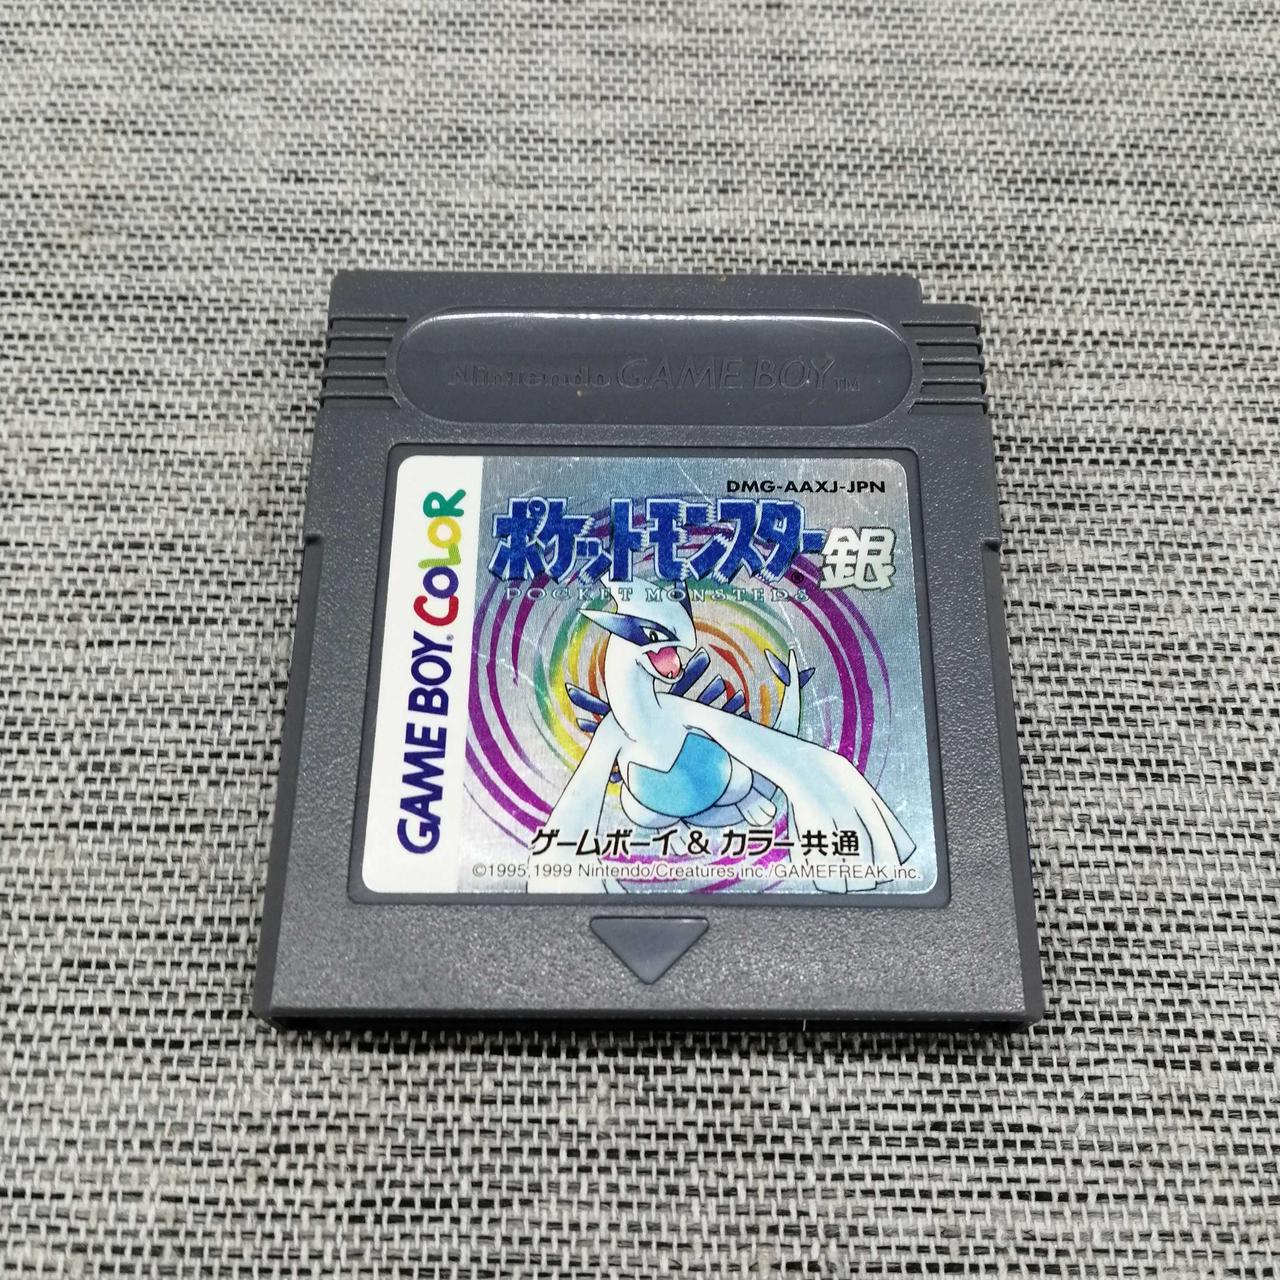 Nintendo GAME BOY™
GAME BOY® COLOR
DMG-AAXJ-JPN
ポケットモンスター®銀
POCKET MONSTERS
ゲームボーイ & カラー共通
©1995,1999 Nintendo/Creatures inc./GAMEFREAK inc.